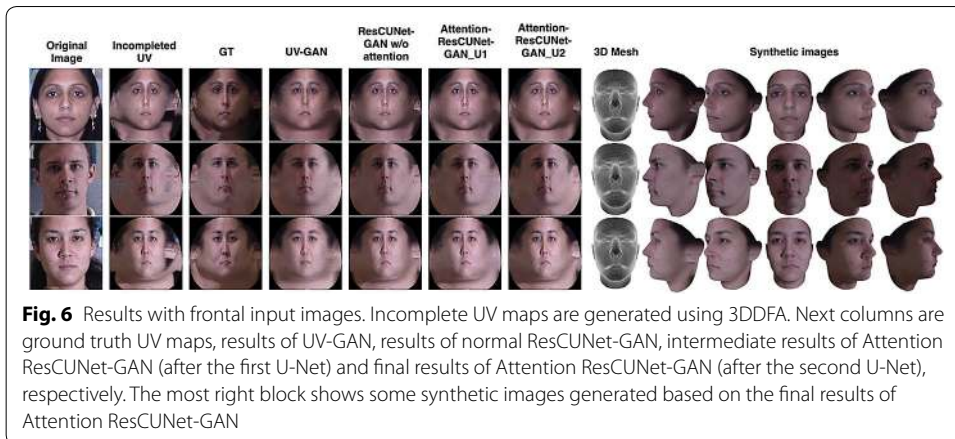 Original Image
Incompleted UV
GT
UV-GAN
ResCUNet-GAN w/o attention
Attention-ResCUNet-GAN_U1
Attention-ResCUNet-GAN_U2
3D Mesh
Synthetic images
Fig. 6 Results with frontal input images. Incomplete UV maps are generated using 3DDFA. Next columns are
ground truth UV maps, results of UV-GAN, results of normal ResCUNet-GAN, intermediate results of Attention
ResCUNet-GAN (after the first U-Net) and final results of Attention ResCUNet-GAN (after the second U-Net),
respectively. The most right block shows some synthetic images generated based on the final results of
Attention ResCUNet-GAN